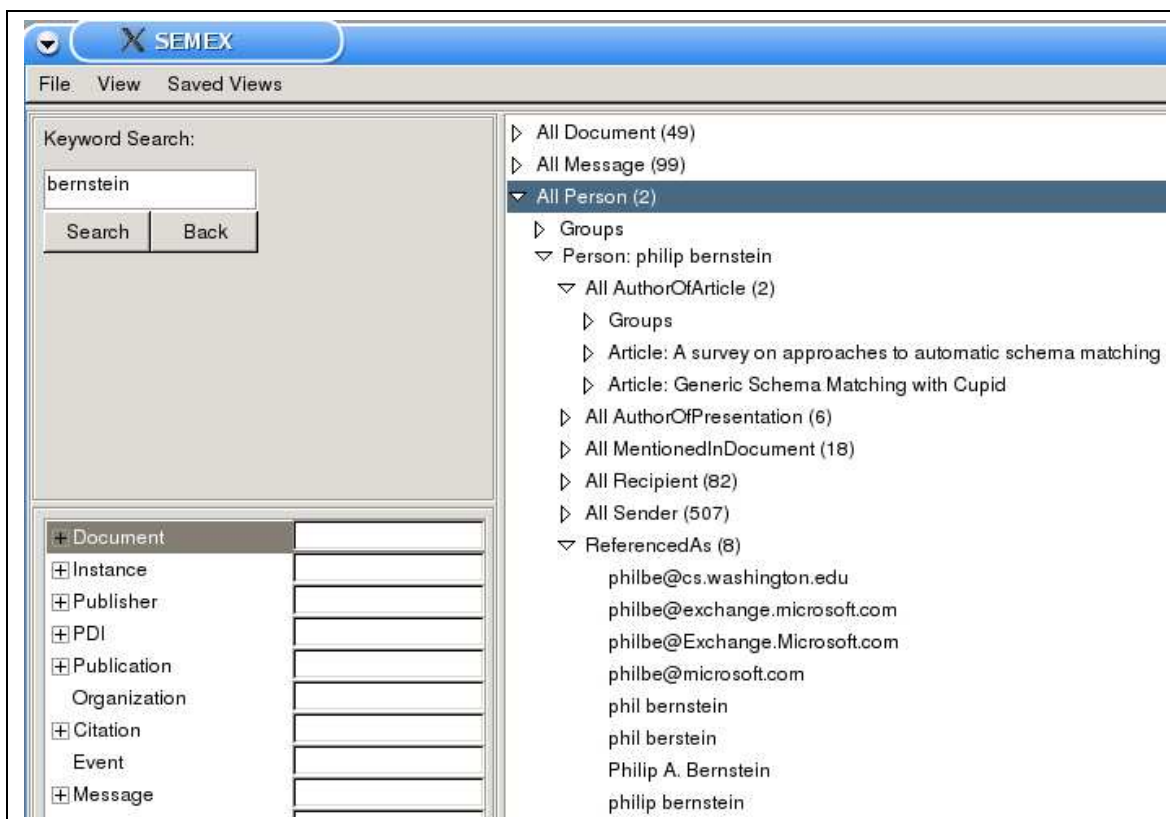 SEMEX
File View Saved Views
Keyword Search:
bernstein
Search Back
Document
Instance
Publisher
PDI
Publication
Organization
Citation
Event
Message
All Document (49)
All Message (99)
All Person (2)
Groups
Person: philip bernstein
All AuthorOfArticle (2)
Groups
Article: A survey on approaches to automatic schema matching
Article: Generic Schema Matching with Cupid
All AuthorOfPresentation (6)
All MentionedInDocument (18)
All Recipient (82)
All Sender (507)
ReferencedAs (8)
philbe@cs.washington.edu
philbe@exchange.microsoft.com
philbe@Exchange.Microsoft.com
philbe@microsoft.com
phil bernstein
phil berstein
Philip A. Bernstein
philip bernstein